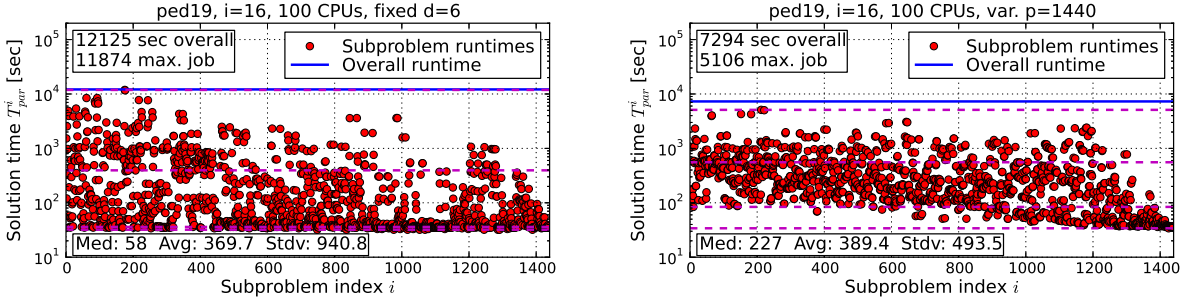 ped19, i=16, 100 CPUs, fixed d=6
12125 sec overall
11874 max. job
Subproblem runtimes
Overall runtime
Solution time T^i_par [sec]
10^5
10^4
10^3
10^2
10^1
Med: 58 Avg: 369.7 Stdv: 940.8
0 200 400 600 800 1000 1200 1400
Subproblem index i
ped19, i=16, 100 CPUs, var. p=1440
7294 sec overall
5106 max. job
Subproblem runtimes
Overall runtime
Solution time T^i_par [sec]
10^5
10^4
10^3
10^2
10^1
Med: 227 Avg: 389.4 Stdv: 493.5
0 200 400 600 800 1000 1200 1400
Subproblem index i